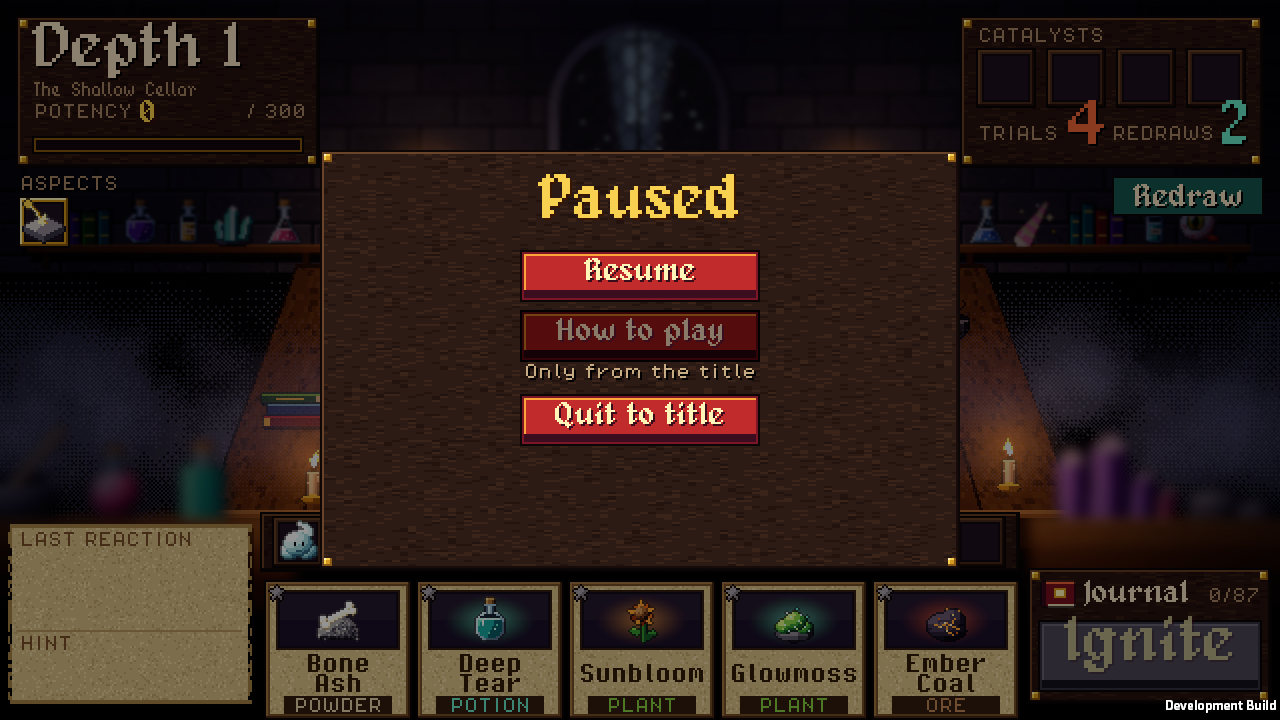 Depth 1
The Shallow Cellar
POTENCY 0 / 300
ASPECTS
CATALYSTS
TRIALS 4 REDRAWS 2
Redraw
Paused
Resume
How to play
Only from the title
Quit to title
LAST REACTION
HINT
Bone
Ash
POWDER
Deep
Tear
POTION
Sunbloom
PLANT
Glowmoss
PLANT
Ember
Coal
ORE
Journal 0/87
Ignite
Development Build